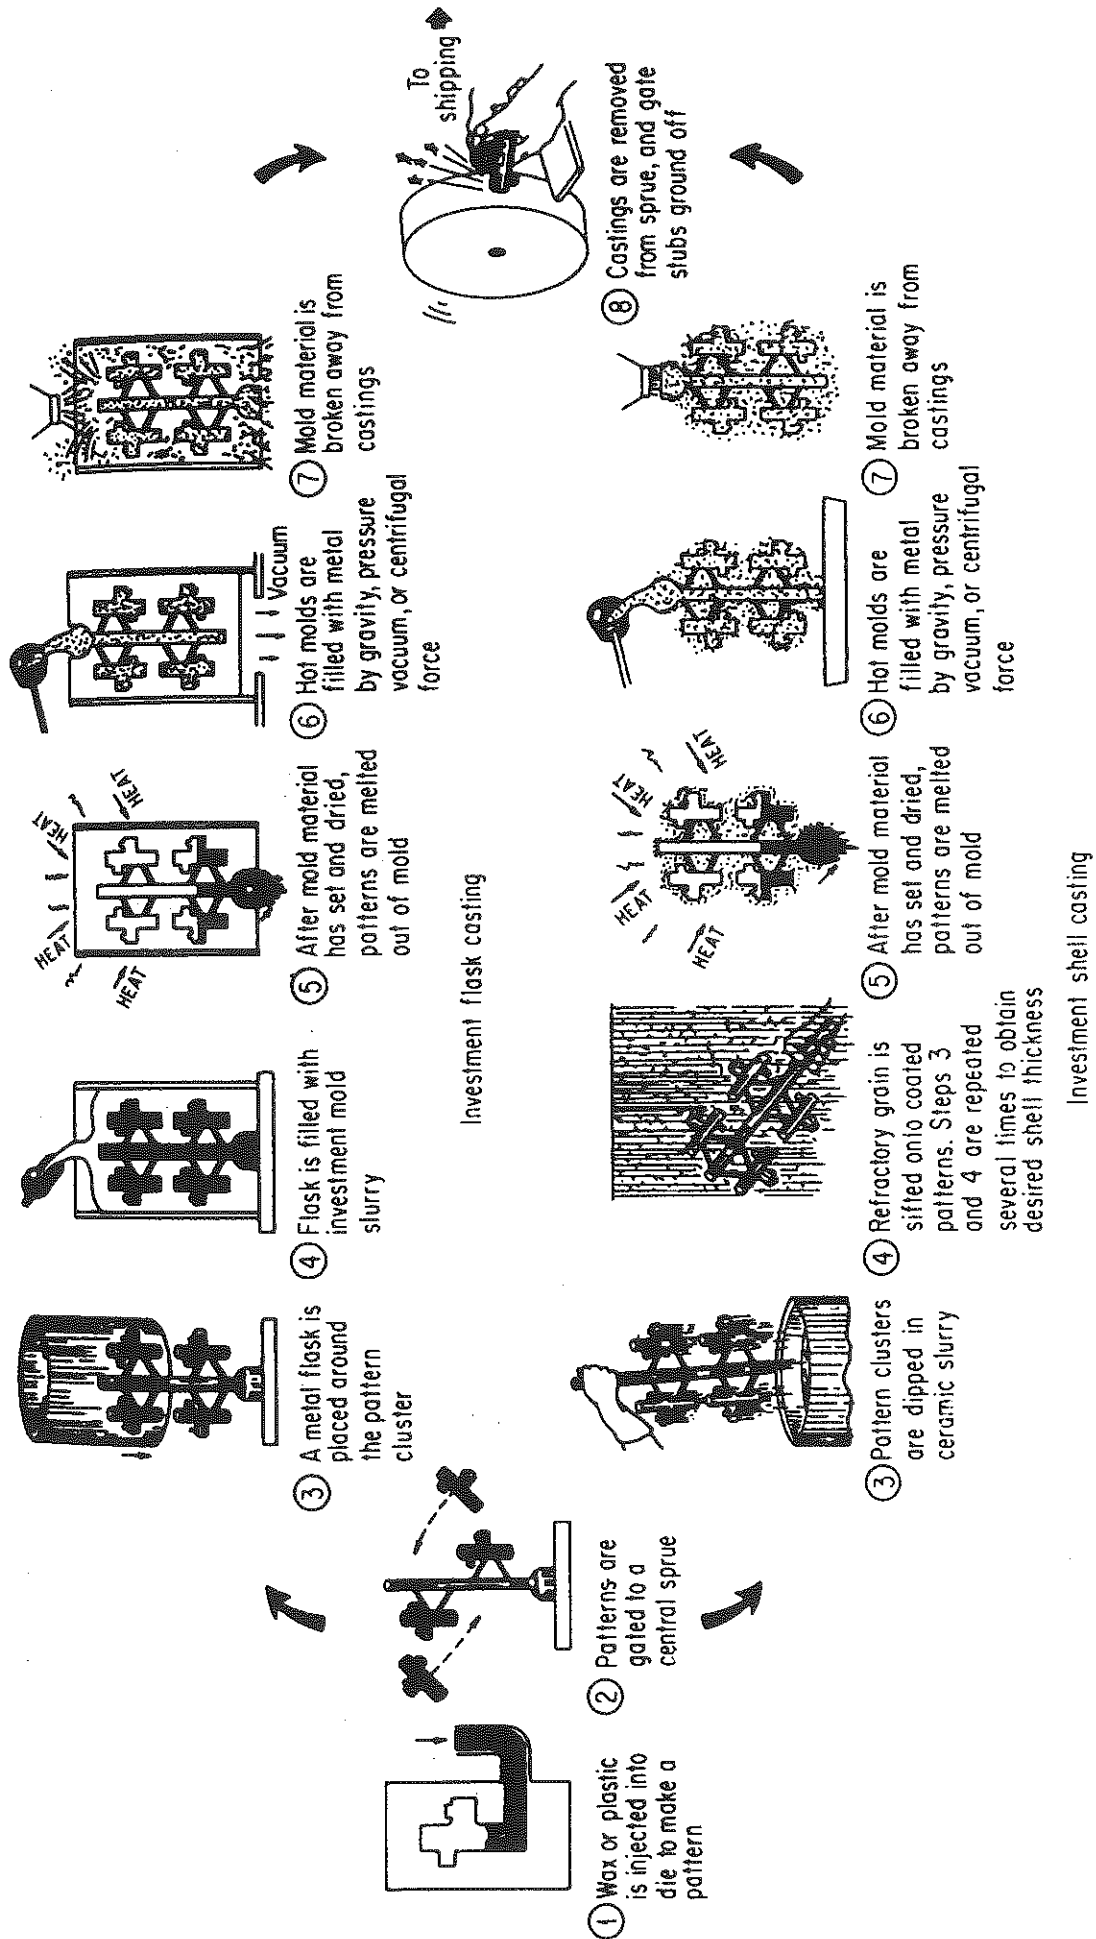 1 Wax or plastic
is injected into
die to make a
pattern
2 Patterns are
gated to a
central sprue
3 A metal flask is
placed around
the pattern
cluster
4 Flask is filled with
investment mold
slurry
HEAT
HEAT
HEAT
HEAT
5 After mold material
has set and dried,
patterns are melted
out of mold
Vacuum
6 Hot molds are
filled with metal
by gravity, pressure
vacuum, or centrifugal
force
7 Mold material is
broken away from
castings
Investment flask casting
3 Pattern clusters
are dipped in
ceramic slurry
4 Refractory grain is
sifted onto coated
patterns. Steps 3
and 4 are repeated
several times to obtain
desired shell thickness
HEAT
HEAT
HEAT
HEAT
5 After mold material
has set and dried,
patterns are melted
out of mold
6 Hot molds are
filled with metal
by gravity, pressure
vacuum, or centrifugal
force
7 Mold material is
broken away from
castings
Investment shell casting
To
shipping
8 Castings are removed
from sprue, and gate
stubs ground off